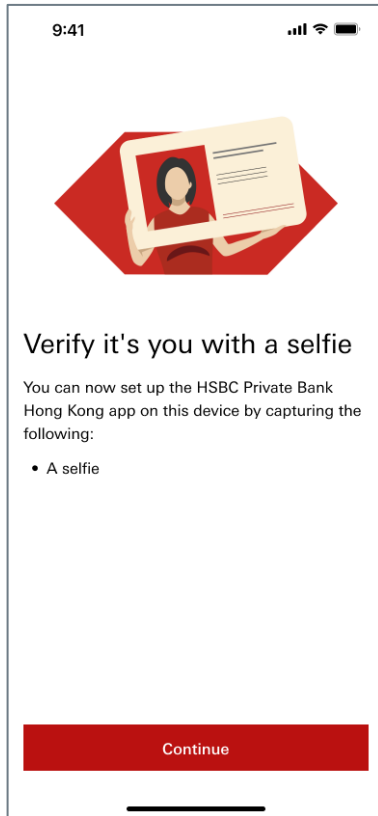 9:41
Verify it's you with a selfie
You can now set up the HSBC Private Bank
Hong Kong app on this device by capturing the
following:
• A selfie
Continue